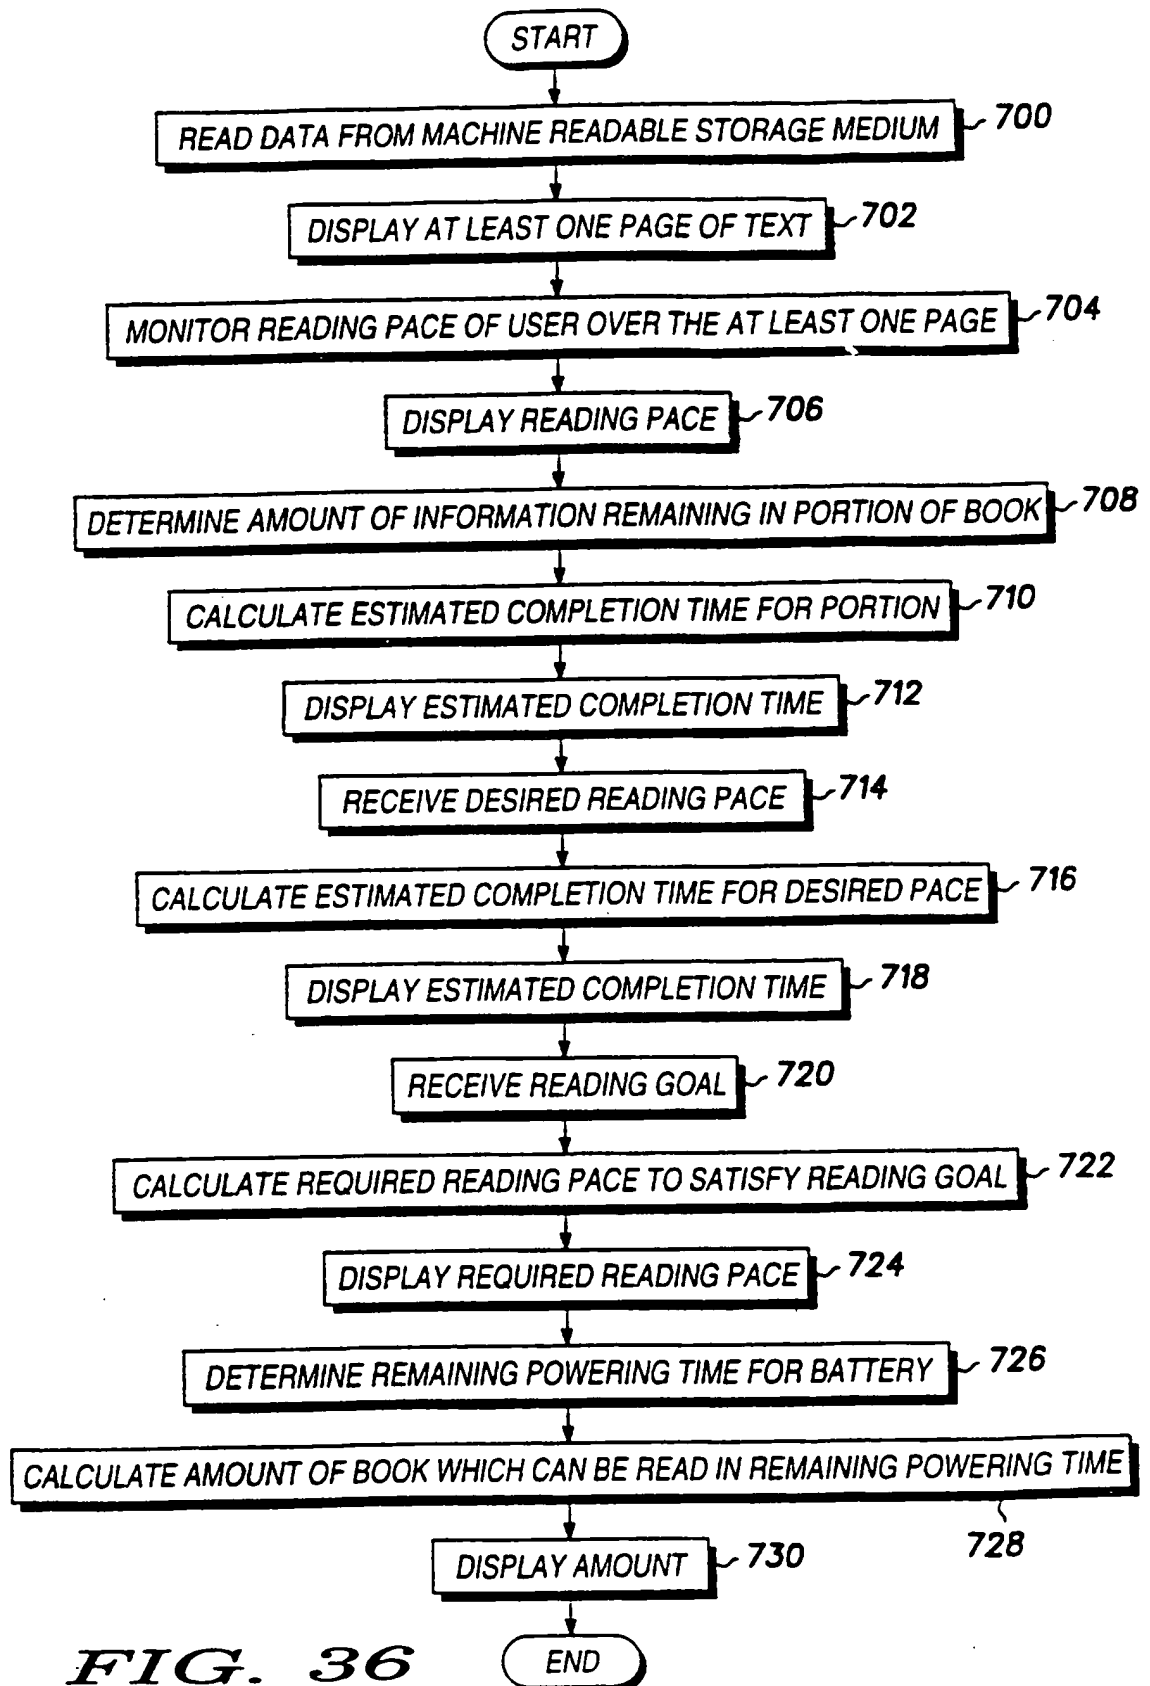 START
READ DATA FROM MACHINE READABLE STORAGE MEDIUM 700
DISPLAY AT LEAST ONE PAGE OF TEXT 702
MONITOR READING PACE OF USER OVER THE AT LEAST ONE PAGE 704
DISPLAY READING PACE 706
DETERMINE AMOUNT OF INFORMATION REMAINING IN PORTION OF BOOK 708
CALCULATE ESTIMATED COMPLETION TIME FOR PORTION 710
DISPLAY ESTIMATED COMPLETION TIME 712
RECEIVE DESIRED READING PACE 714
CALCULATE ESTIMATED COMPLETION TIME FOR DESIRED PACE 716
DISPLAY ESTIMATED COMPLETION TIME 718
RECEIVE READING GOAL 720
CALCULATE REQUIRED READING PACE TO SATISFY READING GOAL 722
DISPLAY REQUIRED READING PACE 724
DETERMINE REMAINING POWERING TIME FOR BATTERY 726
CALCULATE AMOUNT OF BOOK WHICH CAN BE READ IN REMAINING POWERING TIME
728
DISPLAY AMOUNT 730
END
FIG. 36